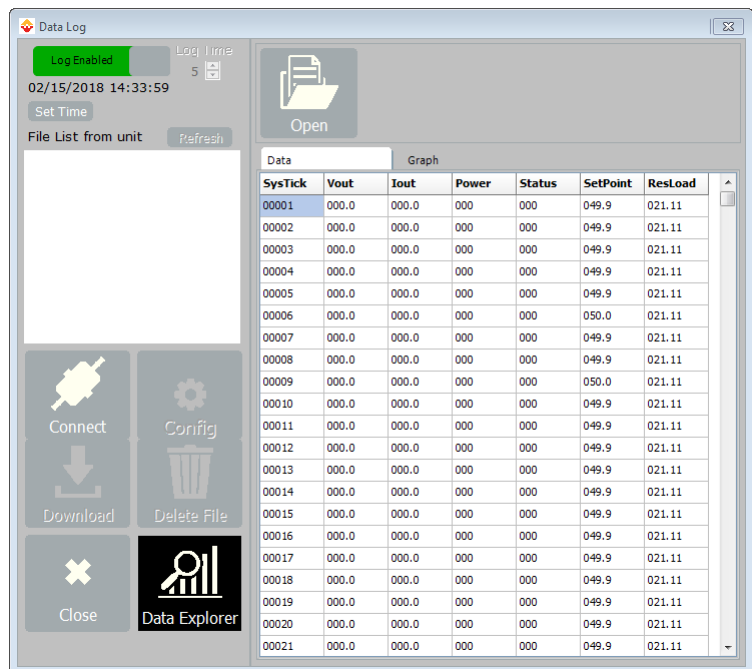 Data Log
Log Enabled
Log Time
5
02/15/2018 14:33:59
Set Time
File List from unit
Refresh
Connect
Config
Download
Delete File
Close
Data Explorer
Open
Data Graph
SysTick Vout Iout Power Status SetPoint ResLoad
00001 000.0 000.0 000 000 049.9 021.11
00002 000.0 000.0 000 000 049.9 021.11
00003 000.0 000.0 000 000 049.9 021.11
00004 000.0 000.0 000 000 049.9 021.11
00005 000.0 000.0 000 000 049.9 021.11
00006 000.0 000.0 000 000 050.0 021.11
00007 000.0 000.0 000 000 049.9 021.11
00008 000.0 000.0 000 000 049.9 021.11
00009 000.0 000.0 000 000 050.0 021.11
00010 000.0 000.0 000 000 049.9 021.11
00011 000.0 000.0 000 000 049.9 021.11
00012 000.0 000.0 000 000 049.9 021.11
00013 000.0 000.0 000 000 049.9 021.11
00014 000.0 000.0 000 000 049.9 021.11
00015 000.0 000.0 000 000 049.9 021.11
00016 000.0 000.0 000 000 049.9 021.11
00017 000.0 000.0 000 000 049.9 021.11
00018 000.0 000.0 000 000 049.9 021.11
00019 000.0 000.0 000 000 049.9 021.11
00020 000.0 000.0 000 000 049.9 021.11
00021 000.0 000.0 000 000 049.9 021.11